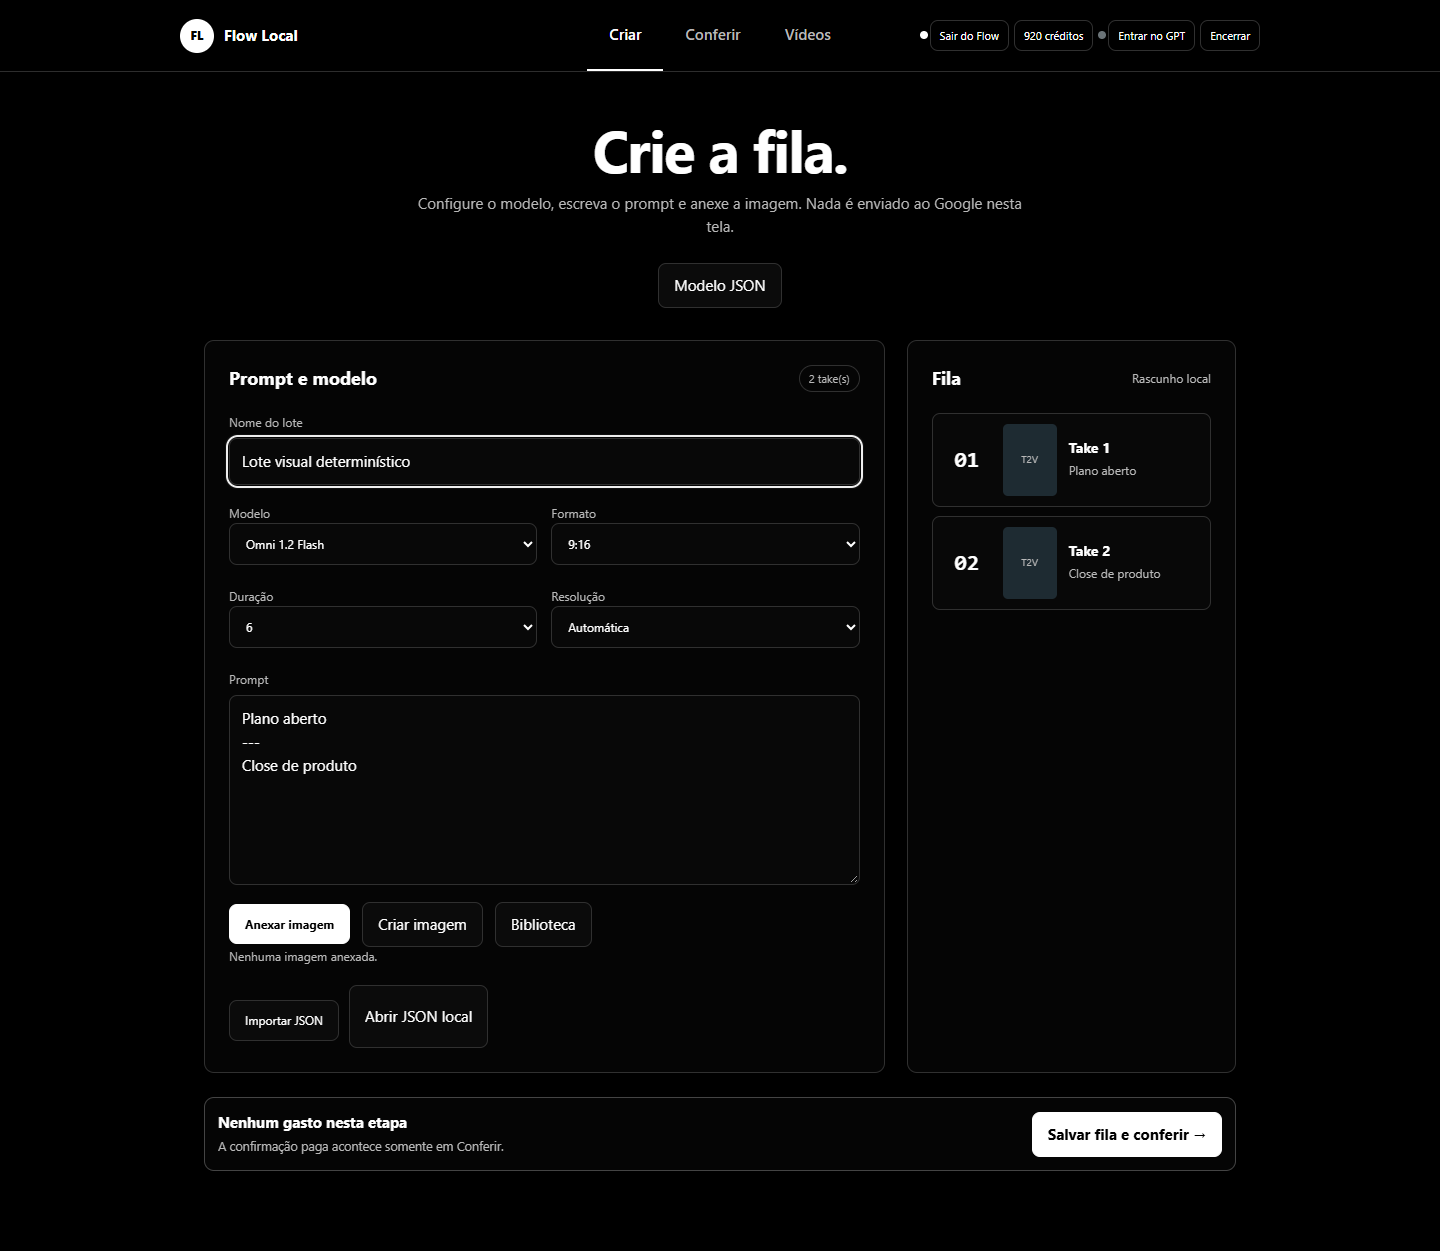 FL
Flow Local
Criar
Conferir
Vídeos
Sair do Flow
920 créditos
Entrar no GPT
Encerrar
Crie a fila.
Configure o modelo, escreva o prompt e anexe a imagem. Nada é enviado ao Google nesta
tela.
Modelo JSON
Prompt e modelo
2 take(s)
Nome do lote
Lote visual determinístico
Modelo
Formato
Omni 1.2 Flash
9:16
Duração
Resolução
6
Automática
Prompt
Plano aberto
---
Close de produto
Anexar imagem
Criar imagem
Biblioteca
Nenhuma imagem anexada.
Importar JSON
Abrir JSON local
Fila
Rascunho local
01
T2V
Take 1
Plano aberto
02
T2V
Take 2
Close de produto
Nenhum gasto nesta etapa
A confirmação paga acontece somente em Conferir.
Salvar fila e conferir →